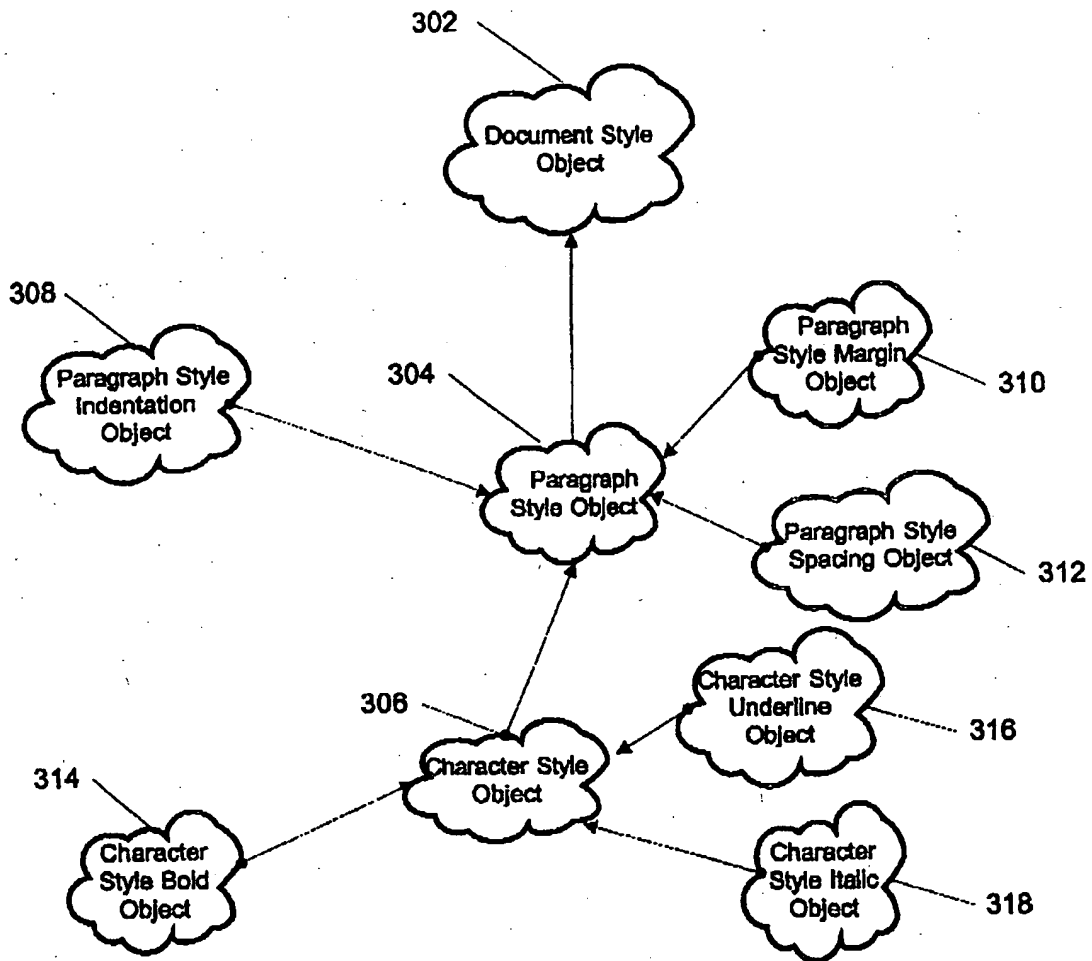 302
Document Style
Object
308
Paragraph Style
Indentation
Object
304
Paragraph
Style Margin
Object
310
Paragraph
Style Object
Paragraph Style
Spacing Object
312
306
Character Style
Underline
Object
316
314
Character Style
Object
Character
Style Bold
Object
Character
Style Italic
Object
318